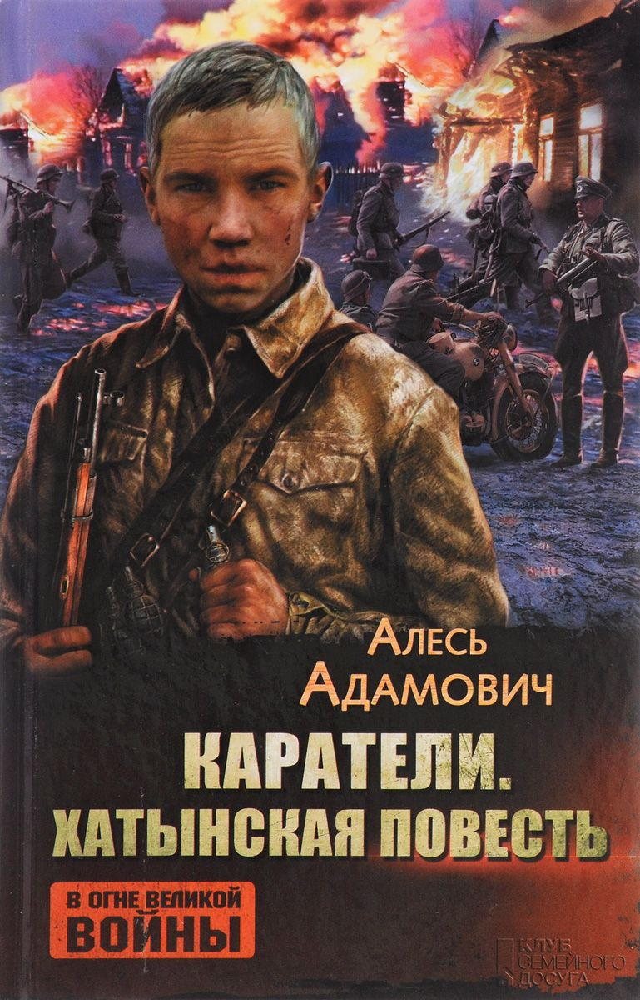 Алесь
Адамович
КАРАТЕЛИ.
ХАТЫНСКАЯ ПОВЕСТЬ
В ОГНЕ ВЕЛИКОЙ
ВОЙНЫ
КЛУБ
СЕМЕЙНОГО
ДОСУГА